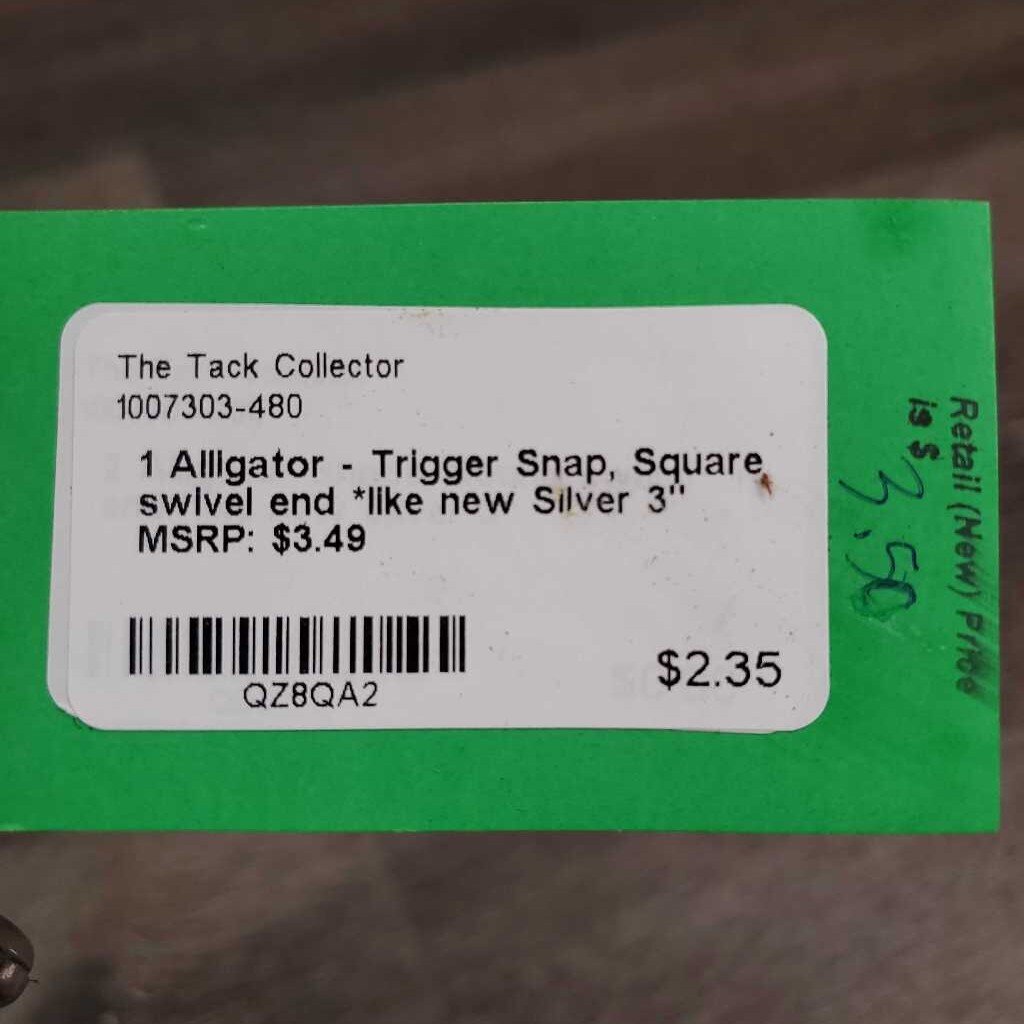 The Tack Collector
1007303-480
1 Alligator - Trigger Snap, Square
swivel end *like new Silver 3"
MSRP: $3.49
QZ8QA2
$2.35
Retail (New) Price
is $
3.50